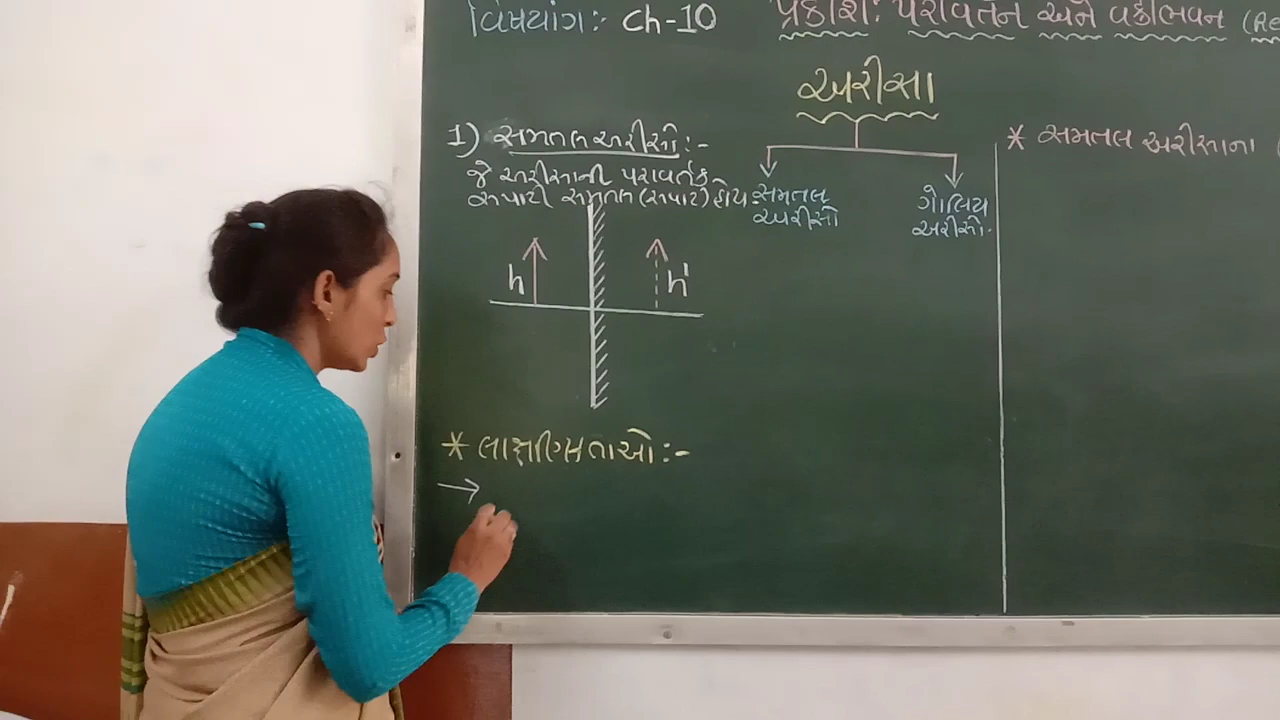 વિષયાંગ:- Ch-10 પ્રકાશ: પરાવર્તન અને વક્રીભવન (Re
અરીસા
સમતલ અરીસો
ગોલિય અરીસો.
1) સમતલ અરીસો:-
જે અરીસાની પરાવર્તક
સપાટી સમતલ (સપાટ) હોય.
h h'
* લાક્ષણિકતાઓ:-
→
* સમતલ અરીસાના